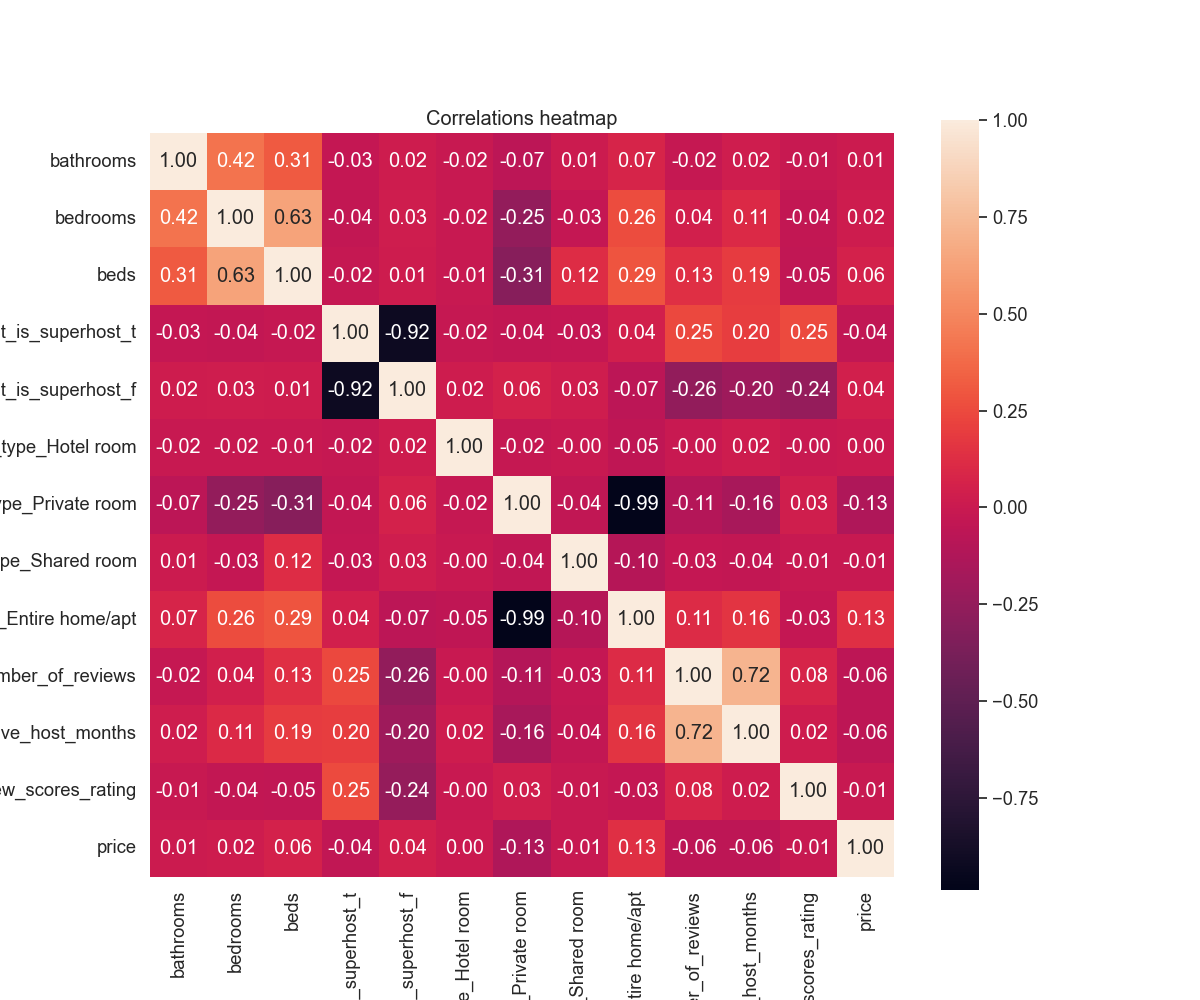 Correlations heatmap
bathrooms 1.00 0.42 0.31 -0.03 0.02 -0.02 -0.07 0.01 0.07 -0.02 0.02 -0.01 0.01
bedrooms 0.42 1.00 0.63 -0.04 0.03 -0.02 -0.25 -0.03 0.26 0.04 0.11 -0.04 0.02
beds 0.31 0.63 1.00 -0.02 0.01 -0.01 -0.31 0.12 0.29 0.13 0.19 -0.05 0.06
t_is_superhost_t -0.03 -0.04 -0.02 1.00 -0.92 -0.02 -0.04 -0.03 0.04 0.25 0.20 0.25 -0.04
t_is_superhost_f 0.02 0.03 0.01 -0.92 1.00 0.02 0.06 0.03 -0.07 -0.26 -0.20 -0.24 0.04
_type_Hotel room -0.02 -0.02 -0.01 -0.02 0.02 1.00 -0.02 -0.00 -0.05 -0.00 0.02 -0.00 0.00
ype_Private room -0.07 -0.25 -0.31 -0.04 0.06 -0.02 1.00 -0.04 -0.99 -0.11 -0.16 0.03 -0.13
pe_Shared room 0.01 -0.03 0.12 -0.03 0.03 -0.00 -0.04 1.00 -0.10 -0.03 -0.04 -0.01 -0.01
_Entire home/apt 0.07 0.26 0.29 0.04 -0.07 -0.05 -0.99 -0.10 1.00 0.11 0.16 -0.03 0.13
mber_of_reviews -0.02 0.04 0.13 0.25 -0.26 -0.00 -0.11 -0.03 0.11 1.00 0.72 0.08 -0.06
ve_host_months 0.02 0.11 0.19 0.20 -0.20 0.02 -0.16 -0.04 0.16 0.72 1.00 0.02 -0.06
ew_scores_rating -0.01 -0.04 -0.05 0.25 -0.24 -0.00 0.03 -0.01 -0.03 0.08 0.02 1.00 -0.01
price 0.01 0.02 0.06 -0.04 0.04 0.00 -0.13 -0.01 0.13 -0.06 -0.06 -0.01 1.00
bathrooms
bedrooms
beds
_superhost_t
_superhost_f
e_Hotel room
_Private room
_Shared room
tire home/apt
er_of_reviews
_host_months
scores_rating
price
1.00
0.75
0.50
0.25
0.00
−0.25
−0.50
−0.75